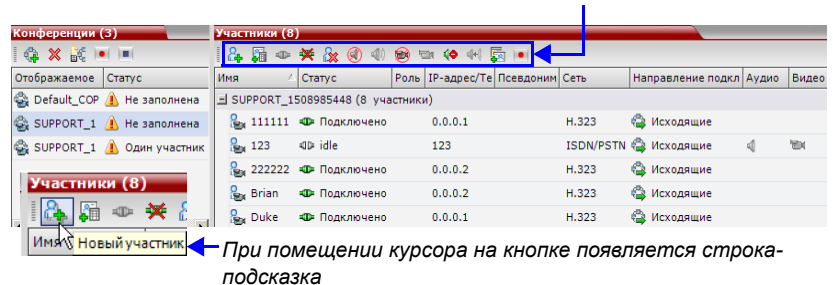 Конференции (3)
Отображаемое Статус
Default_COP Не заполнена
SUPPORT_1 Не заполнена
SUPPORT_1 Один участник
Участники (8)
Имя Статус Роль IP-адрес/Те Псевдоним Сеть Направление подкл Аудио Видео
SUPPORT_1508985448 (8 участники)
111111 Подключено 0.0.0.1 H.323 Исходящие
123 idle 123 ISDN/PSTN Исходящие
222222 Подключено 0.0.0.2 H.323 Исходящие
Brian Подключено 0.0.0.2 H.323 Исходящие
Duke Подключено 0.0.0.1 H.323 Исходящие
Участники (8)
Имя Новый участник
При помещении курсора на кнопке появляется строка-
подсказка